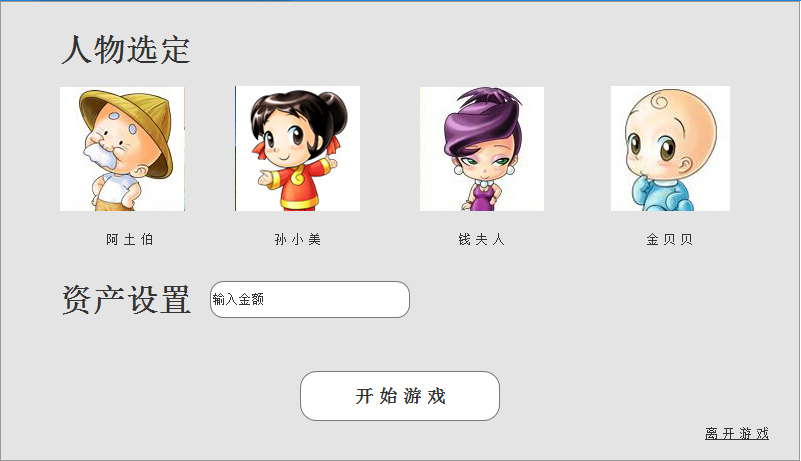 人物选定
阿土伯
孙小美
钱夫人
金贝贝
资产设置
输入金额
开始游戏
离开游戏